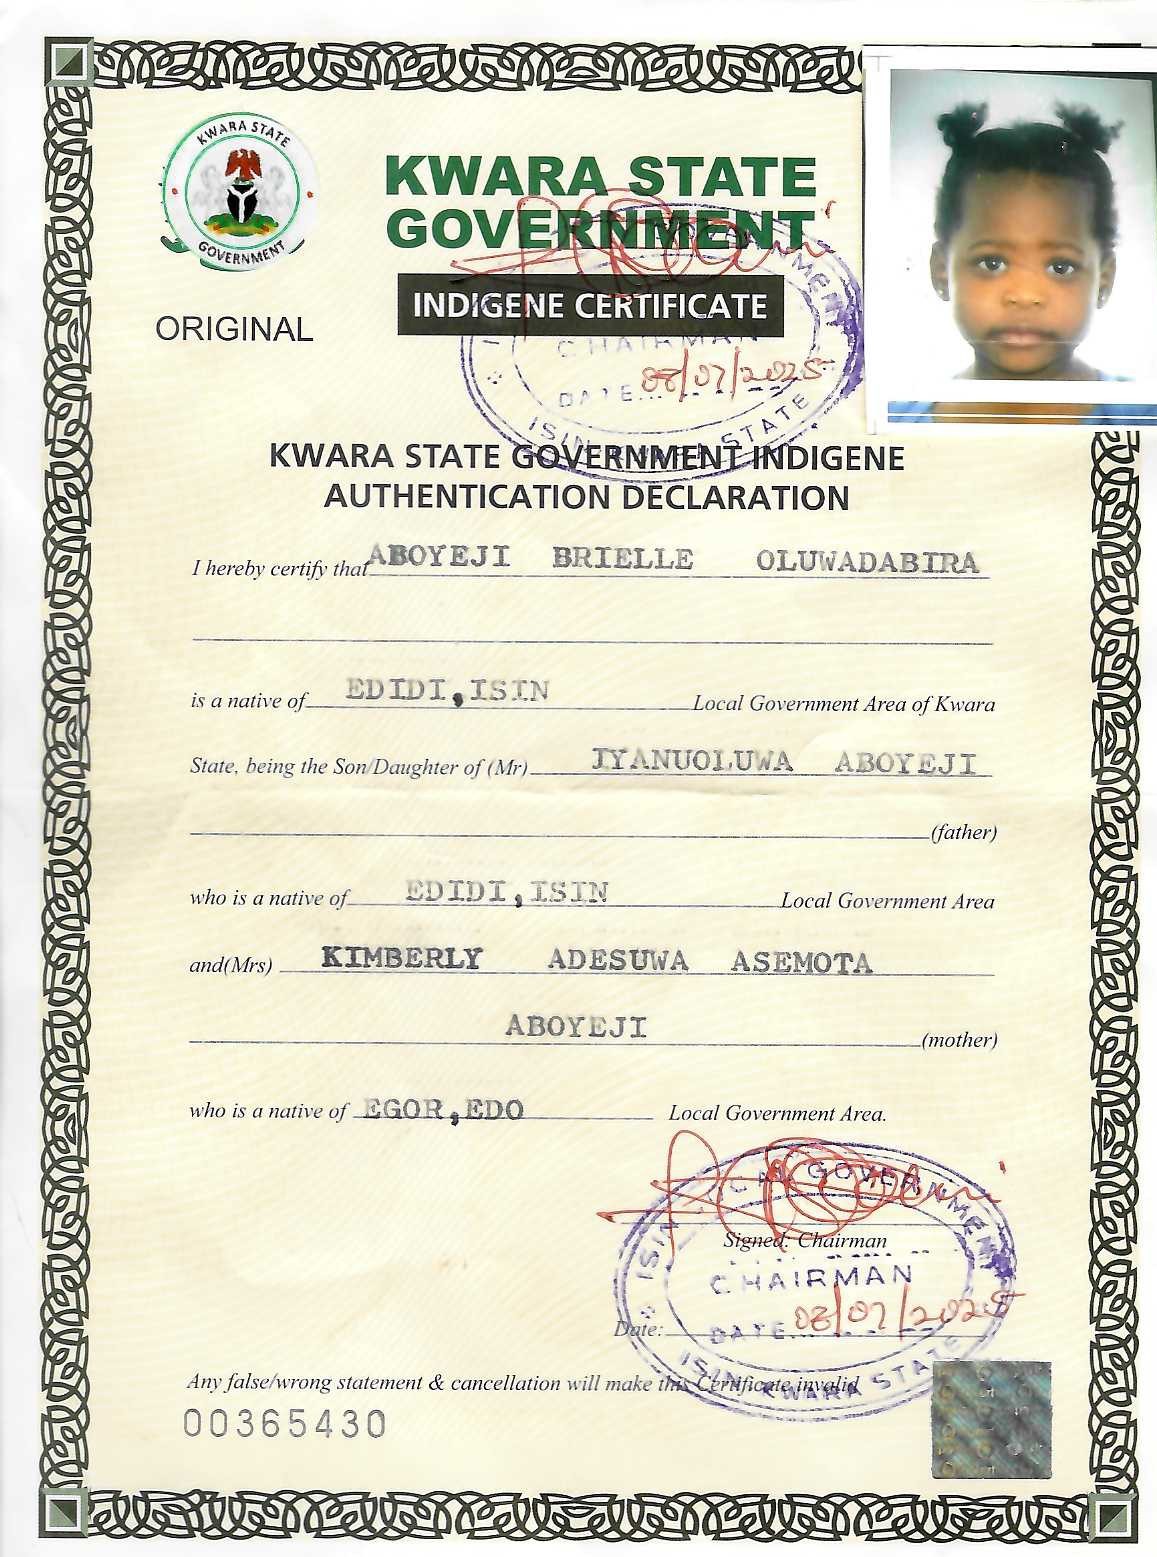 KWARA STATE
GOVERNMENT
KWARA STATE
GOVERNMENT
INDIGENE CERTIFICATE
ORIGINAL
CHAIRMAN
DATE 08/07/2025
ISIN KWARA STATE
KWARA STATE GOVERNMENT INDIGENE
AUTHENTICATION DECLARATION
I hereby certify that ABOYEJI BRIELLE OLUWADABIRA
is a native of EDIDI,ISIN Local Government Area of Kwara
State, being the Son/Daughter of (Mr) IYANUOLUWA ABOYEJI
(father)
who is a native of EDIDI,ISIN Local Government Area
and(Mrs) KIMBERLY ADESUWA ASEMOTA
ABOYEJI (mother)
who is a native of EGOR,EDO Local Government Area.
ISIN LOCAL GOVERNMENT
Signed: Chairman
CHAIRMAN
Date: DATE 08/07/2025
ISIN KWARA STATE
Any false/wrong statement & cancellation will make this Certificate invalid
00365430